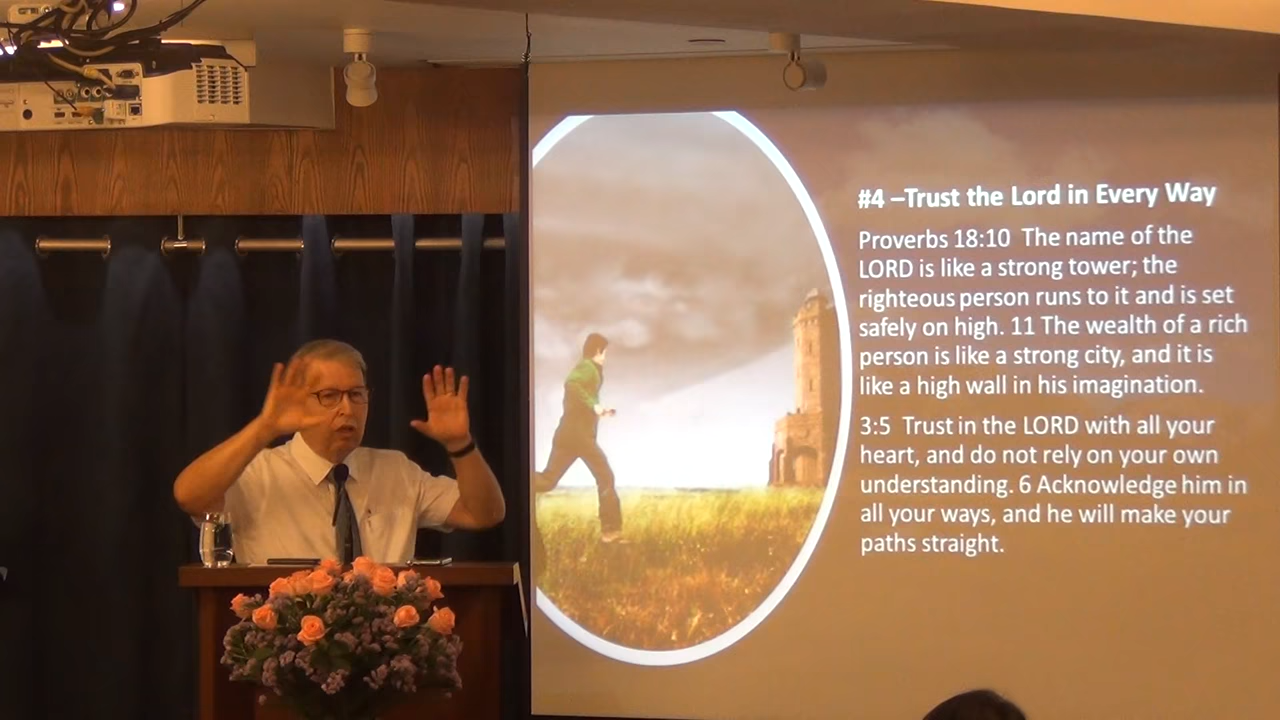 #4 –Trust the Lord in Every Way
Proverbs 18:10  The name of the
LORD is like a strong tower; the
righteous person runs to it and is set
safely on high. 11 The wealth of a rich
person is like a strong city, and it is
like a high wall in his imagination.
3:5  Trust in the LORD with all your
heart, and do not rely on your own
understanding. 6 Acknowledge him in
all your ways, and he will make your
paths straight.